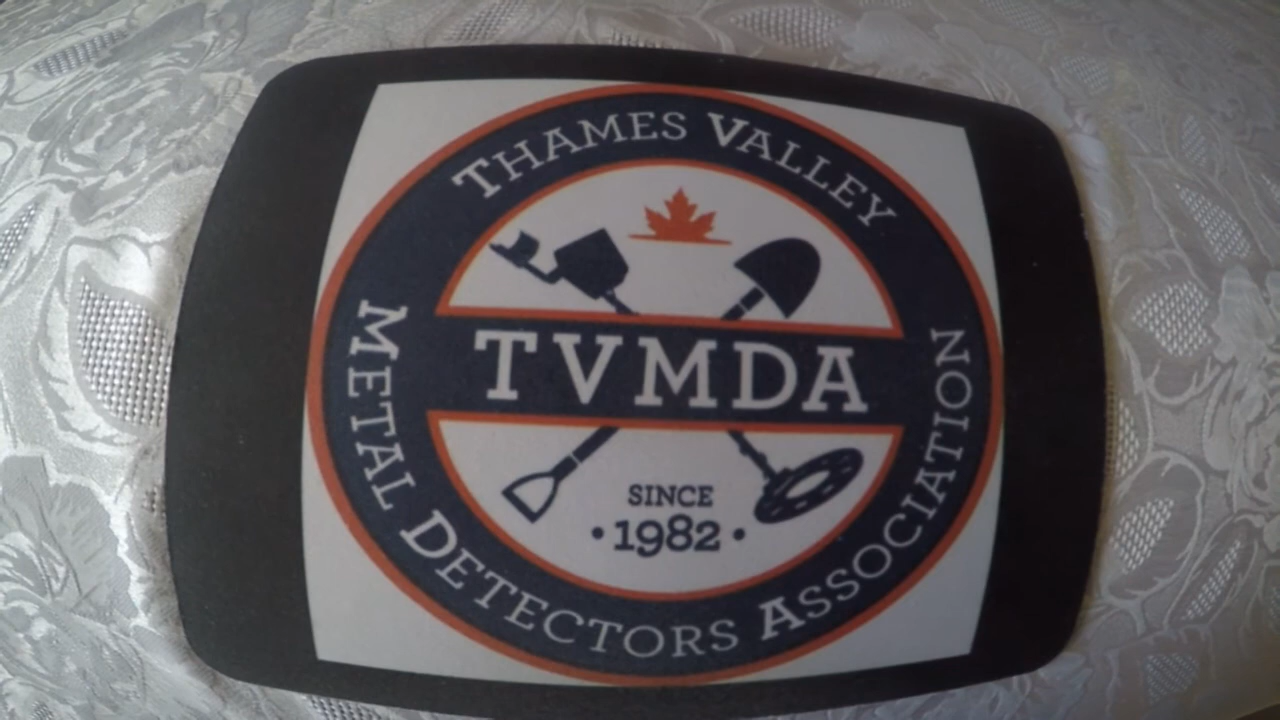 THAMES VALLEY
TVMDA
SINCE
•1982•
METAL DETECTORS ASSOCIATION